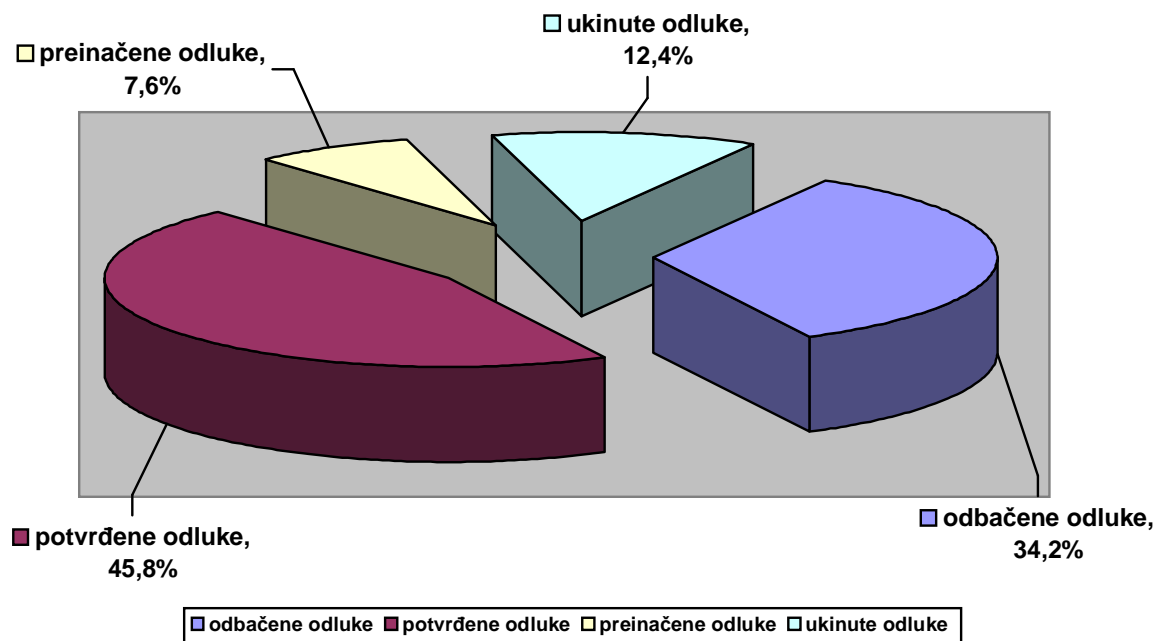 ukinute odluke,
12,4%
preinačene odluke,
7,6%
potvrđene odluke,
45,8%
odbačene odluke,
34,2%
odbačene odluke potvrđene odluke preinačene odluke ukinute odluke